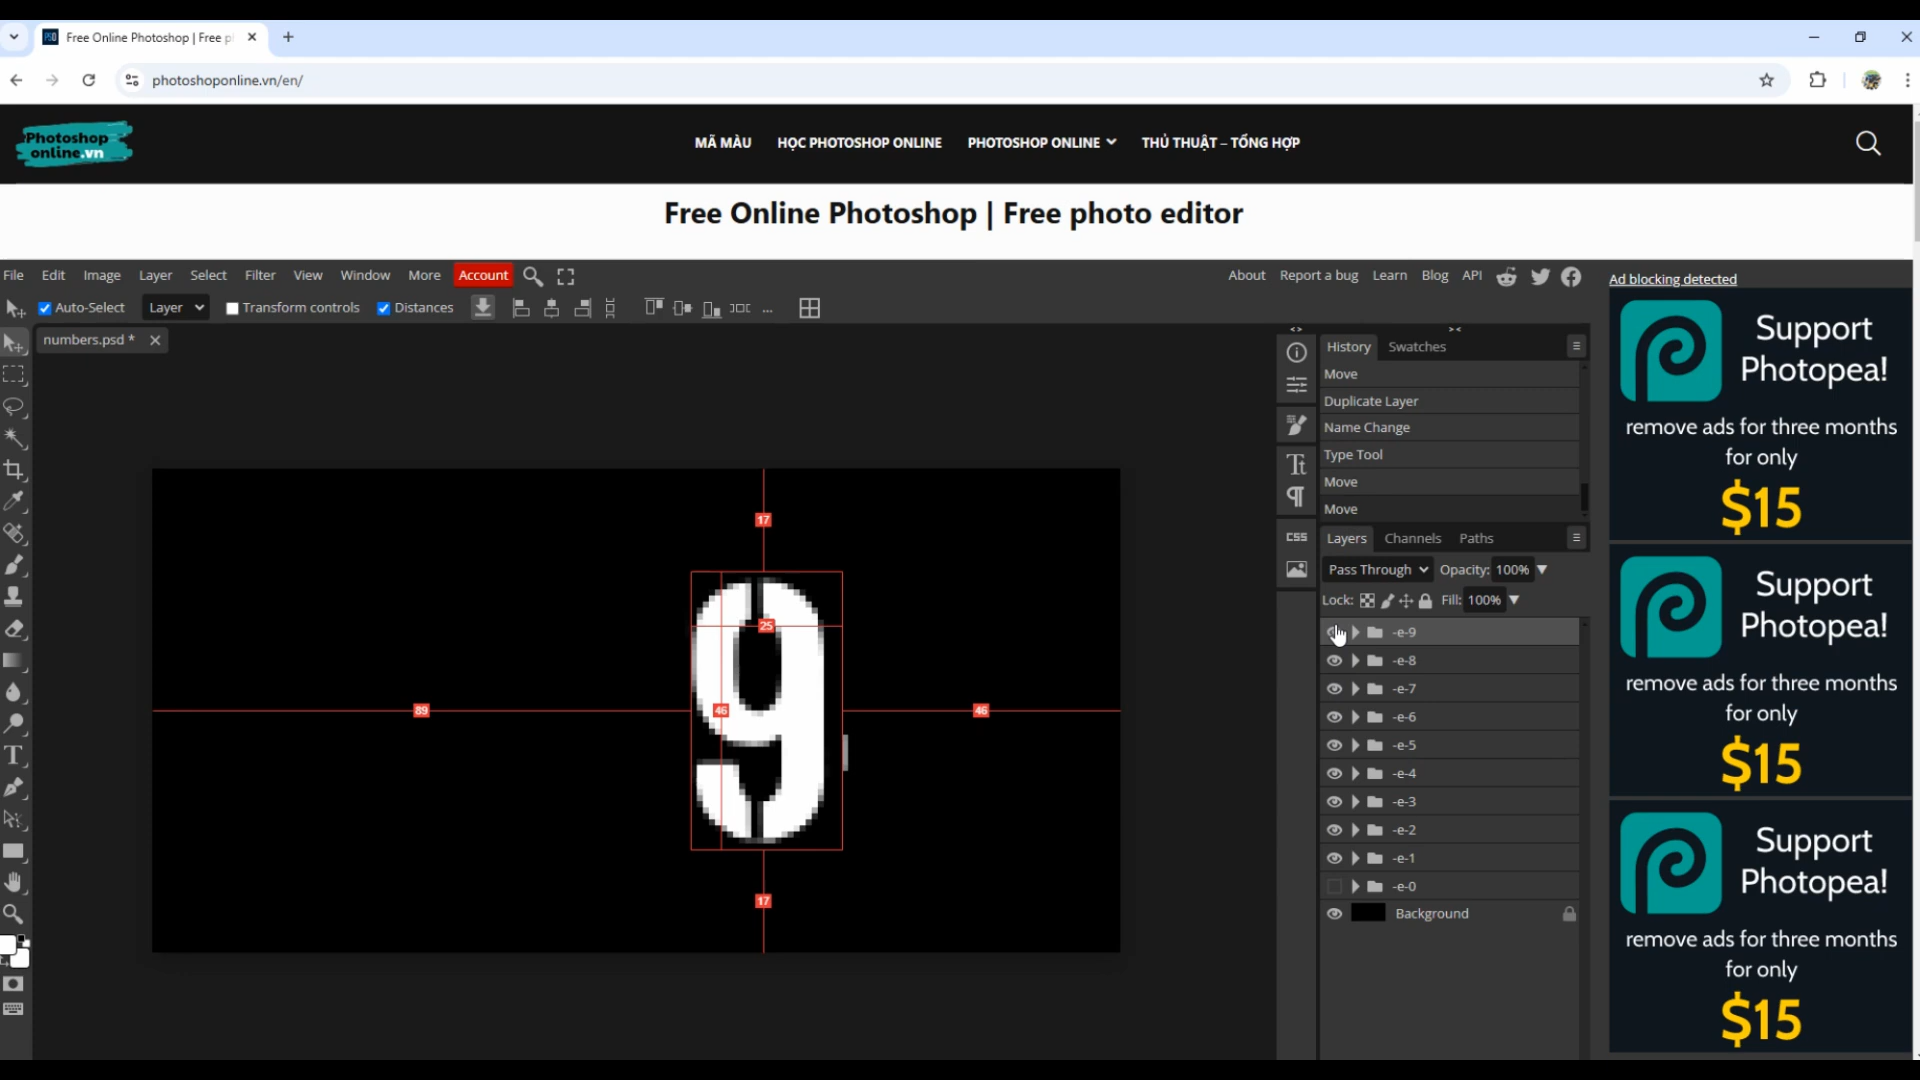 Free Online Photoshop | Free p
photoshoponline.vn/en/
Photoshop
online.vn
MÃ MÀU HỌC PHOTOSHOP ONLINE PHOTOSHOP ONLINE THỦ THUẬT – TỔNG HỢP
Free Online Photoshop | Free photo editor
File Edit Image Layer Select Filter View Window More Account About Report a bug Learn Blog API
Ad blocking detected
Auto-Select Layer Transform controls Distances ...
numbers.psd *
History Swatches
Move
Duplicate Layer
Name Change
Type Tool
Move
Move
CSS
Layers Channels Paths
Pass Through Opacity: 100%
Lock: Fill: 100%
-e-9
-e-8
-e-7
-e-6
-e-5
-e-4
-e-3
-e-2
-e-1
-e-0
Background
17
25
89
46
46
17
9
Support
Photopea!
remove ads for three months
for only
$15
Support
Photopea!
remove ads for three months
for only
$15
Support
Photopea!
remove ads for three months
for only
$15